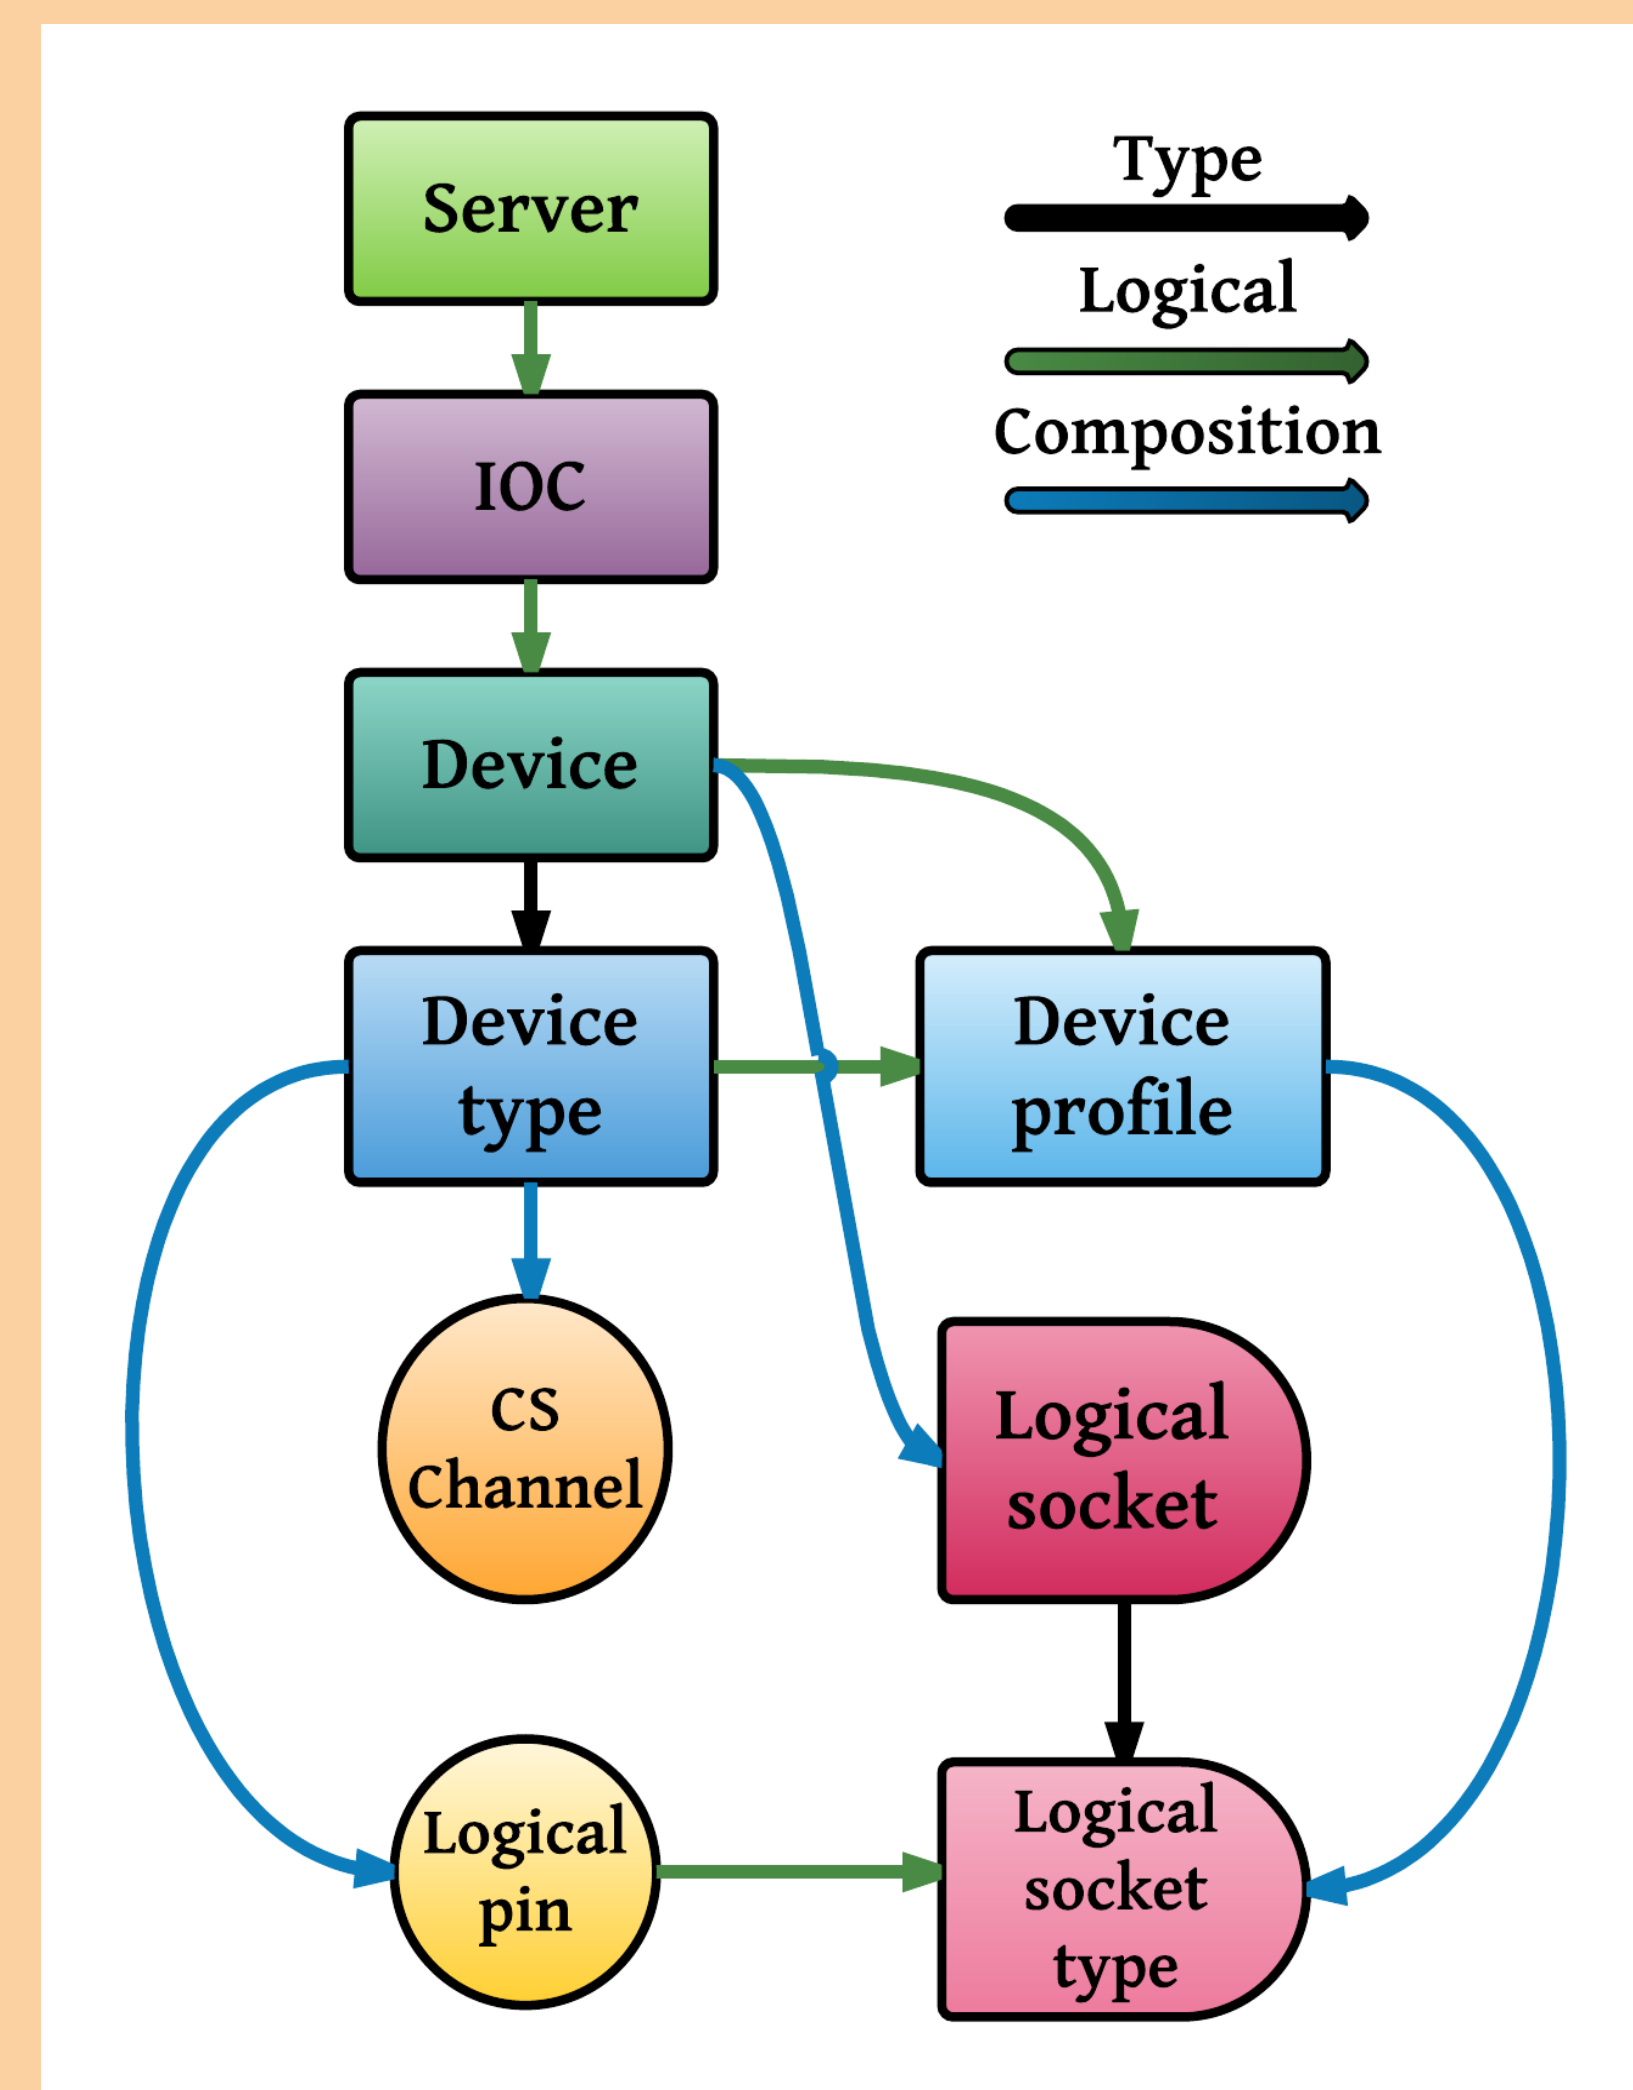 Server
Type
Logical
Composition
IOC
Device
Device
type
Device
profile
CS
Channel
Logical
socket
Logical
pin
Logical
socket
type